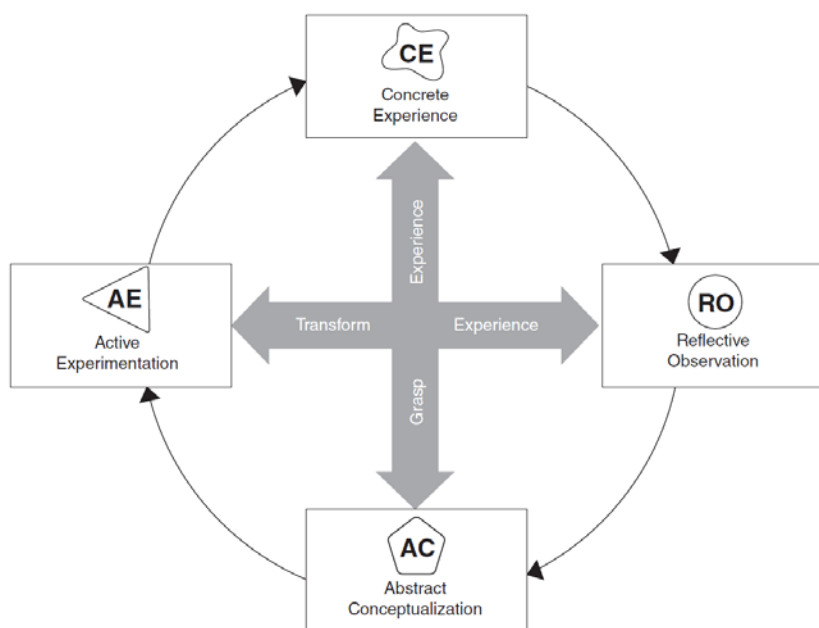 CE
Concrete
Experience
AE
Active
Experimentation
Transform
Experience
Experience
Grasp
RO
Reflective
Observation
AC
Abstract
Conceptualization